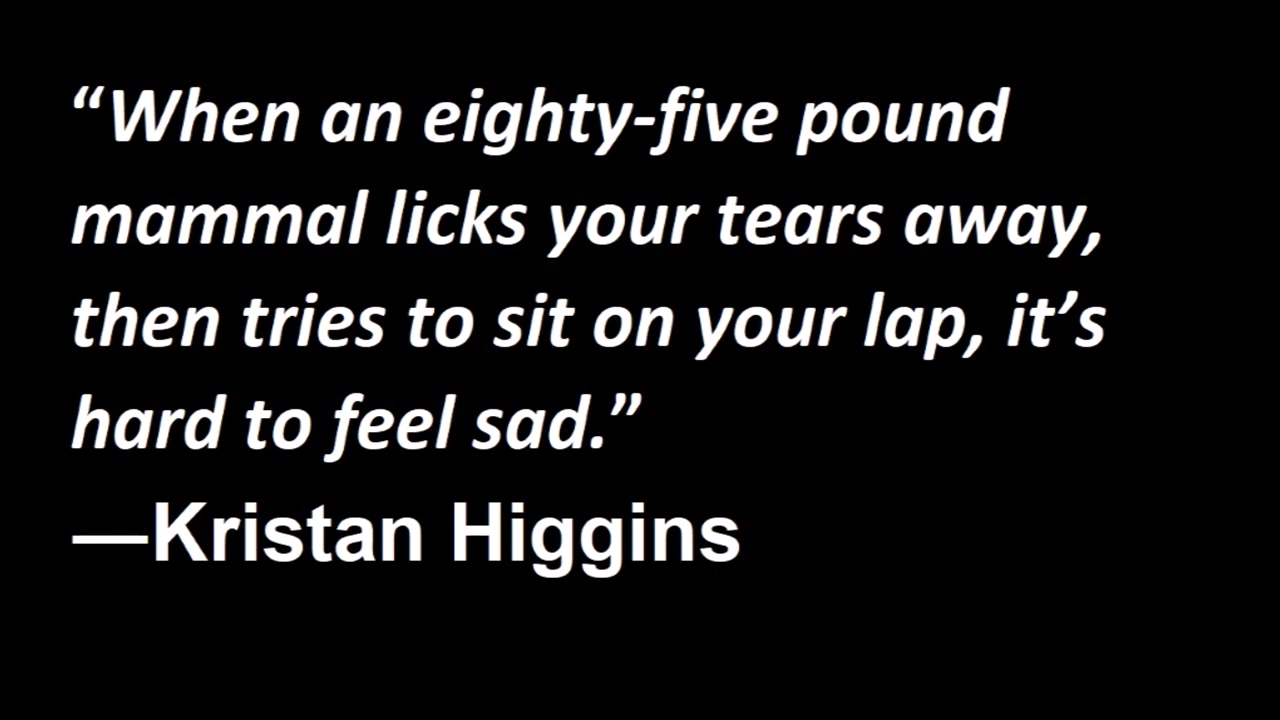 “When an eighty-five pound
mammal licks your tears away,
then tries to sit on your lap, it’s
hard to feel sad.”
—Kristan Higgins